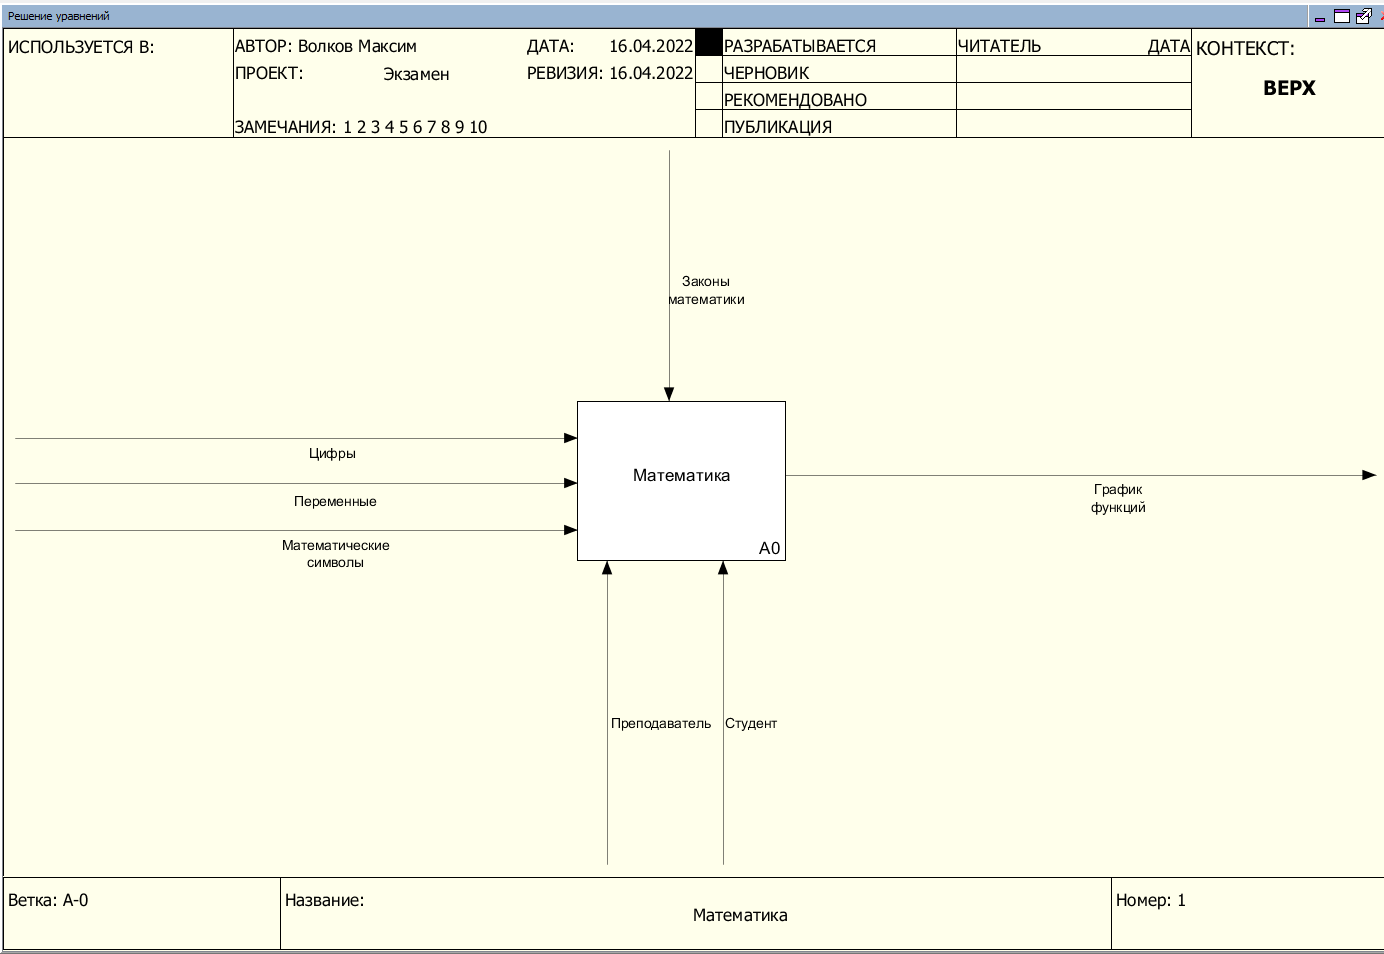 Решение уравнений
ИСПОЛЬЗУЕТСЯ В:
АВТОР: Волков Максим
ДАТА: 16.04.2022
ПРОЕКТ: Экзамен
РЕВИЗИЯ: 16.04.2022
ЗАМЕЧАНИЯ: 1 2 3 4 5 6 7 8 9 10
РАЗРАБАТЫВАЕТСЯ
ЧЕРНОВИК
РЕКОМЕНДОВАНО
ПУБЛИКАЦИЯ
ЧИТАТЕЛЬ ДАТА
КОНТЕКСТ:
ВЕРХ
Законы
математики
Цифры
Переменные
Математические
символы
Математика
A0
График
функций
Преподаватель
Студент
Ветка: A-0
Название:
Математика
Номер: 1